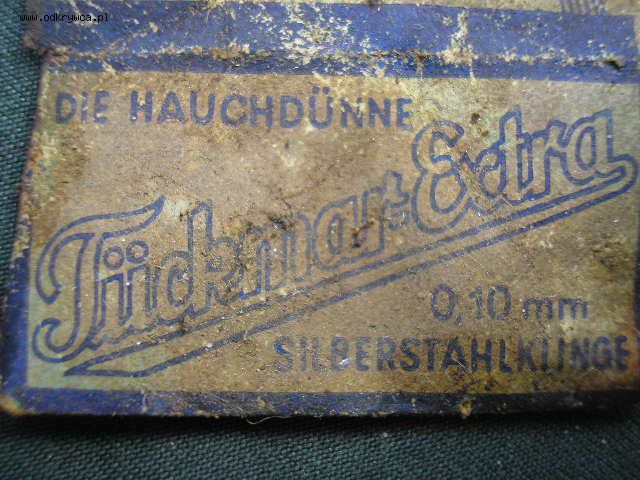 www.odkrywca.pl
DIE HAUCHDÜNNE
Tückmar-Extra
0,10 mm
SILBERSTAHLKLINGE